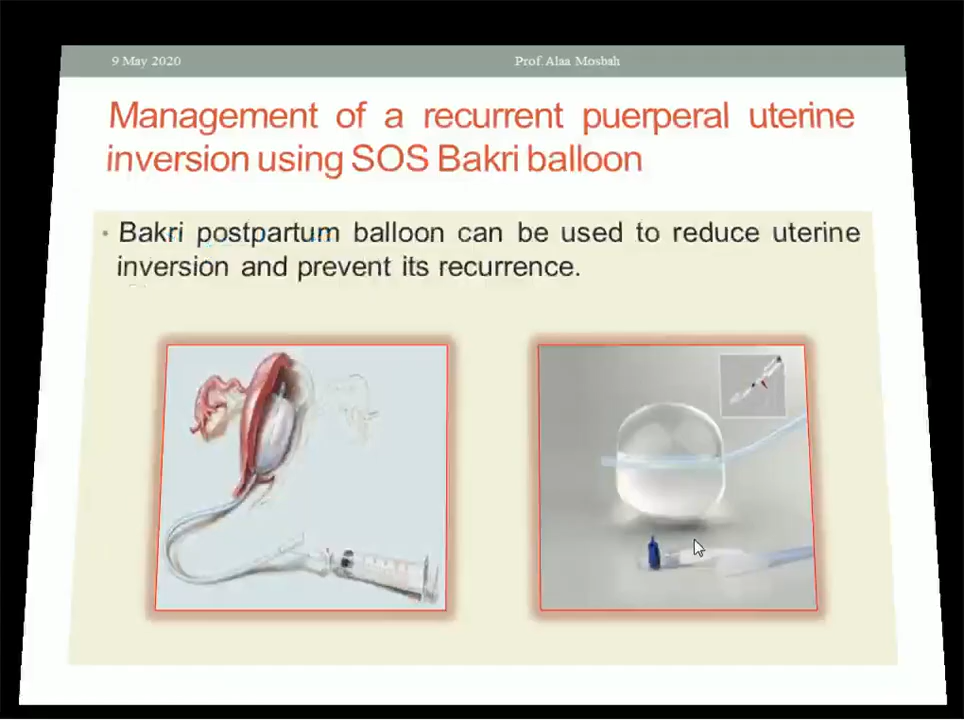 9 May 2020
Prof. Alaa Mosbah
Management of a recurrent puerperal uterine
inversion using SOS Bakri balloon
• Bakri postpartum balloon can be used to reduce uterine
inversion and prevent its recurrence.